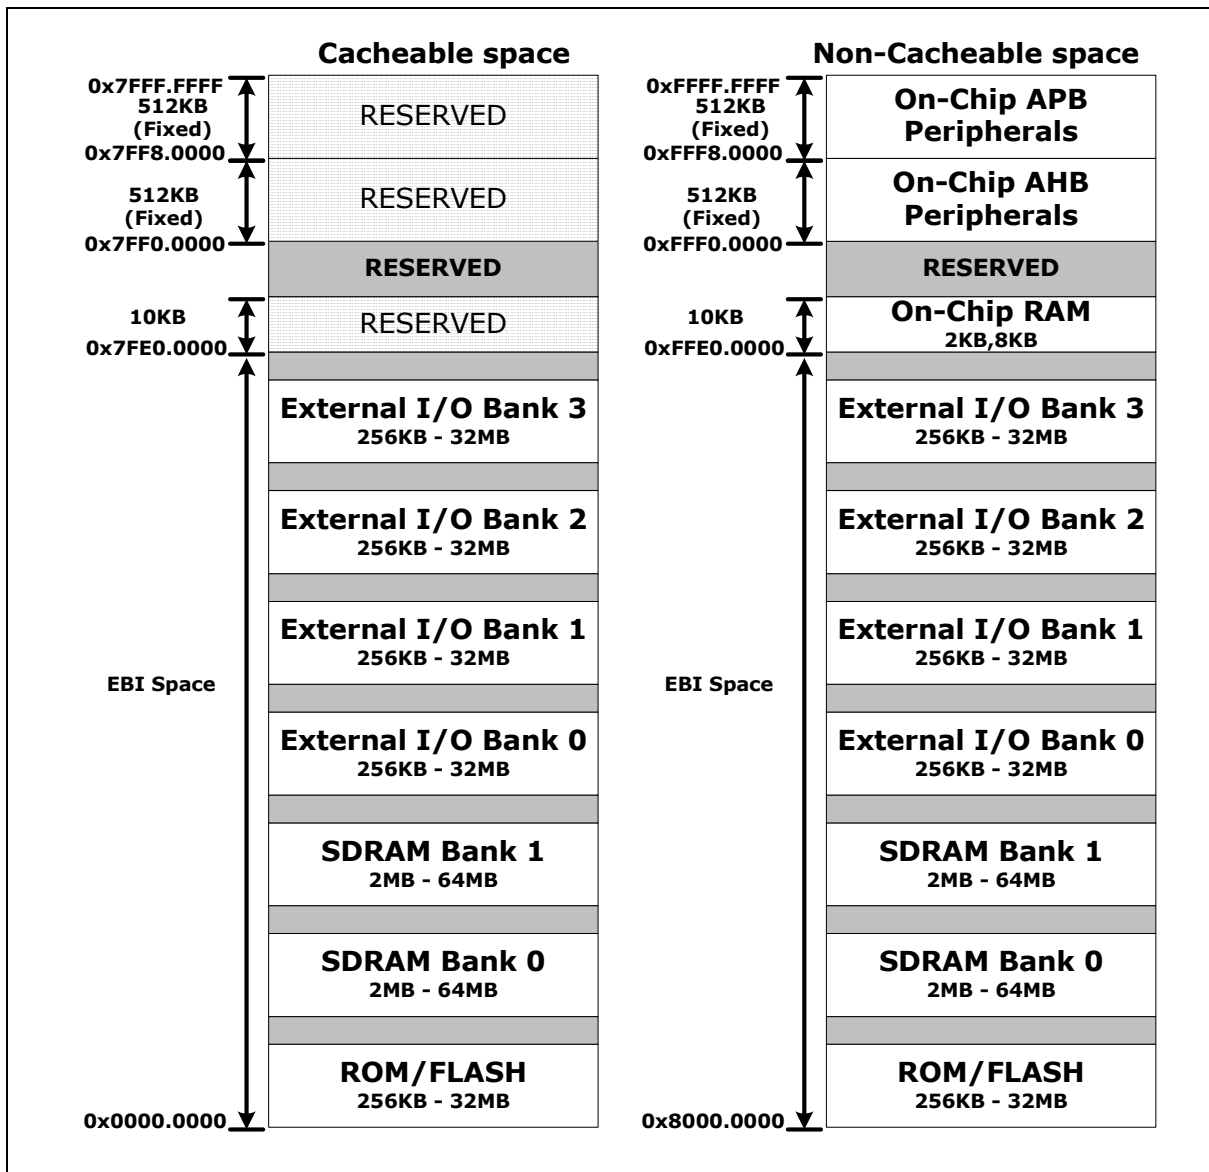 Cacheable space
0x7FFF.FFFF
512KB
(Fixed)
0x7FF8.0000
512KB
(Fixed)
0x7FF0.0000
10KB
0x7FE0.0000
EBI Space
0x0000.0000
RESERVED
RESERVED
RESERVED
RESERVED
External I/O Bank 3
256KB - 32MB
External I/O Bank 2
256KB - 32MB
External I/O Bank 1
256KB - 32MB
External I/O Bank 0
256KB - 32MB
SDRAM Bank 1
2MB - 64MB
SDRAM Bank 0
2MB - 64MB
ROM/FLASH
256KB - 32MB
Non-Cacheable space
0xFFFF.FFFF
512KB
(Fixed)
0xFFF8.0000
512KB
(Fixed)
0xFFF0.0000
10KB
0xFFE0.0000
EBI Space
0x8000.0000
On-Chip APB
Peripherals
On-Chip AHB
Peripherals
RESERVED
On-Chip RAM
2KB,8KB
External I/O Bank 3
256KB - 32MB
External I/O Bank 2
256KB - 32MB
External I/O Bank 1
256KB - 32MB
External I/O Bank 0
256KB - 32MB
SDRAM Bank 1
2MB - 64MB
SDRAM Bank 0
2MB - 64MB
ROM/FLASH
256KB - 32MB